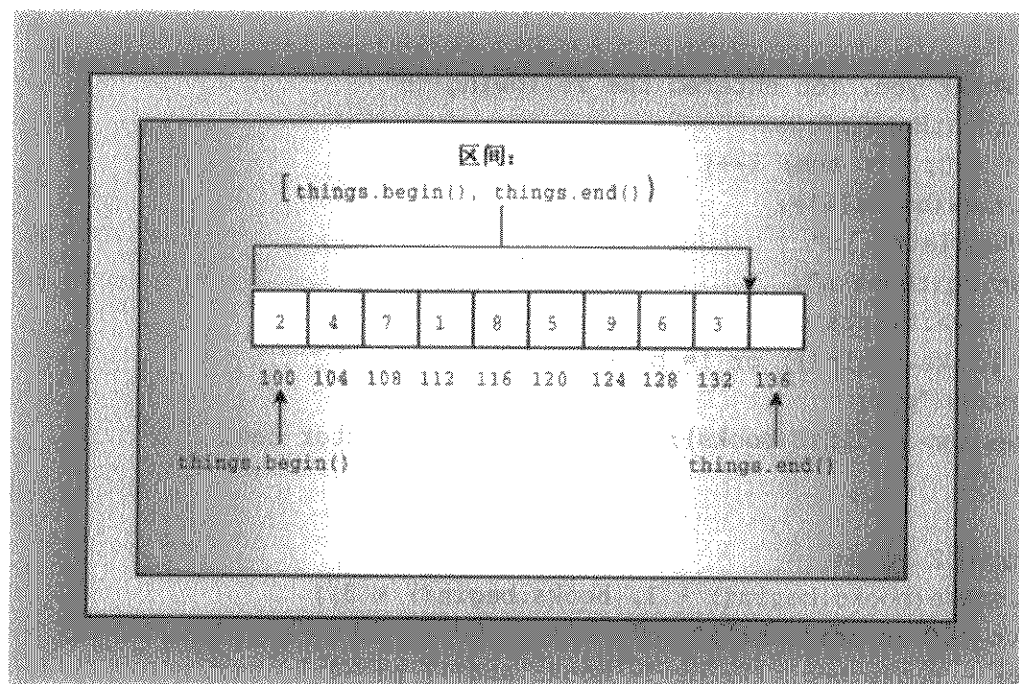 区间：
[things.begin(), things.end())
2 4 7 1 8 5 9 6 3
100 104 108 112 116 120 124 128 132 136
things.begin() things.end()